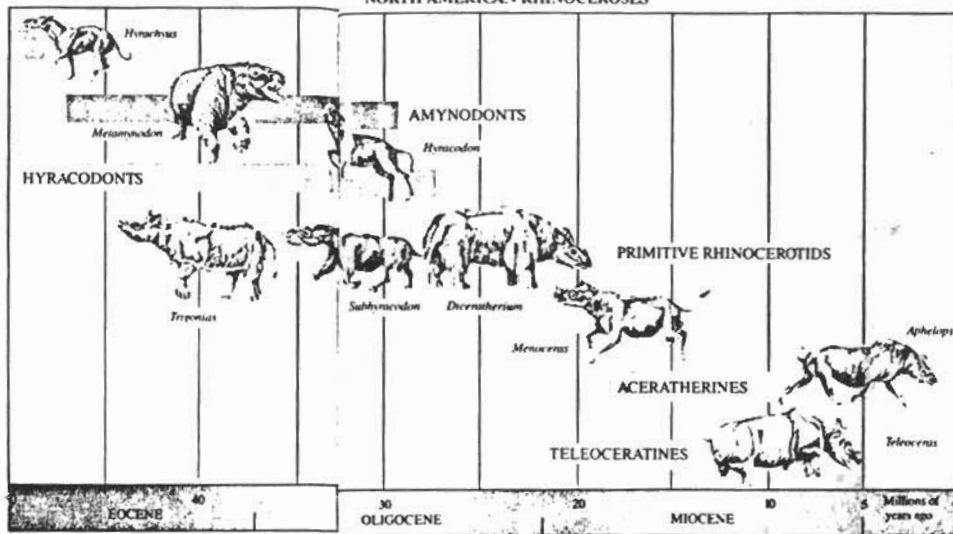 NORTH AMERICAN RHINOCEROSES
Hyrachyus
AMYNODONTS
Metamynodon
Hyracodon
HYRACODONTS
PRIMITIVE RHINOCEROTIDS
Trigonias
Subhyracodon
Diceratherium
Menoceras
Aphelops
ACERATHERINES
TELEOCERATINES
Teleoceras
40
30
20
10
5
Millions of
years ago
EOCENE
OLIGOCENE
MIOCENE